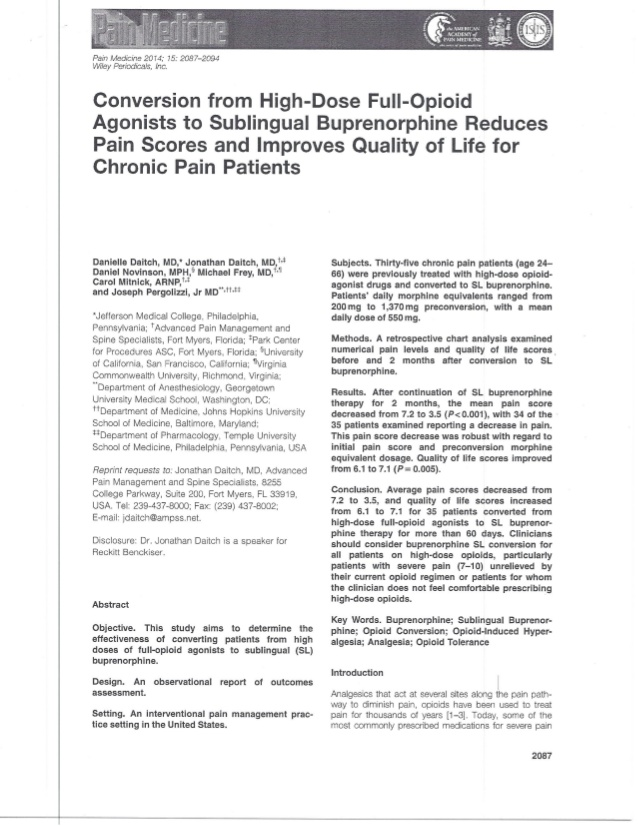 Pain Medicine
the AMERICAN
ACADEMY of
PAIN MEDICINE
ISIS
Pain Medicine 2014; 15: 2087–2094
Wiley Periodicals, Inc.
Conversion from High-Dose Full-Opioid
Agonists to Sublingual Buprenorphine Reduces
Pain Scores and Improves Quality of Life for
Chronic Pain Patients
Danielle Daitch, MD,* Jonathan Daitch, MD,†,‡
Daniel Novinson, MPH,§ Michael Frey, MD,†,¶
Carol Mitnick, ARNP,†,‡
and Joseph Pergolizzi, Jr MD**,††,‡‡
*Jefferson Medical College, Philadelphia,
Pennsylvania; †Advanced Pain Management and
Spine Specialists, Fort Myers, Florida; ‡Park Center
for Procedures ASC, Fort Myers, Florida; §University
of California, San Francisco, California; ¶Virginia
Commonwealth University, Richmond, Virginia;
**Department of Anesthesiology, Georgetown
University Medical School, Washington, DC;
††Department of Medicine, Johns Hopkins University
School of Medicine, Baltimore, Maryland;
‡‡Department of Pharmacology, Temple University
School of Medicine, Philadelphia, Pennsylvania, USA
Reprint requests to: Jonathan Daitch, MD, Advanced
Pain Management and Spine Specialists, 8255
College Parkway, Suite 200, Fort Myers, FL 33919,
USA. Tel: 239-437-8000; Fax: (239) 437-8002;
E-mail: jdaitch@ampss.net.
Disclosure: Dr. Jonathan Daitch is a speaker for
Reckitt Benckiser.
Abstract
Objective. This study aims to determine the
effectiveness of converting patients from high
doses of full-opioid agonists to sublingual (SL)
buprenorphine.
Design. An observational report of outcomes
assessment.
Setting. An interventional pain management prac-
tice setting in the United States.
Subjects. Thirty-five chronic pain patients (age 24–
66) were previously treated with high-dose opioid-
agonist drugs and converted to SL buprenorphine.
Patients' daily morphine equivalents ranged from
200 mg to 1,370 mg preconversion, with a mean
daily dose of 550 mg.
Methods. A retrospective chart analysis examined
numerical pain levels and quality of life scores
before and 2 months after conversion to SL
buprenorphine.
Results. After continuation of SL buprenorphine
therapy for 2 months, the mean pain score
decreased from 7.2 to 3.5 (P < 0.001), with 34 of the
35 patients examined reporting a decrease in pain.
This pain score decrease was robust with regard to
initial pain score and preconversion morphine
equivalent dosage. Quality of life scores improved
from 6.1 to 7.1 (P = 0.005).
Conclusion. Average pain scores decreased from
7.2 to 3.5, and quality of life scores increased
from 6.1 to 7.1 for 35 patients converted from
high-dose full-opioid agonists to SL buprenor-
phine therapy for more than 60 days. Clinicians
should consider buprenorphine SL conversion for
all patients on high-dose opioids, particularly
patients with severe pain (7–10) unrelieved by
their current opioid regimen or patients for whom
the clinician does not feel comfortable prescribing
high-dose opioids.
Key Words. Buprenorphine; Sublingual Buprenor-
phine; Opioid Conversion; Opioid-Induced Hyper-
algesia; Analgesia; Opioid Tolerance
Introduction
Analgesics that act at several sites along the pain path-
way to diminish pain, opioids have been used to treat
pain for thousands of years [1–3]. Today, some of the
most commonly prescribed medications for severe pain
2087